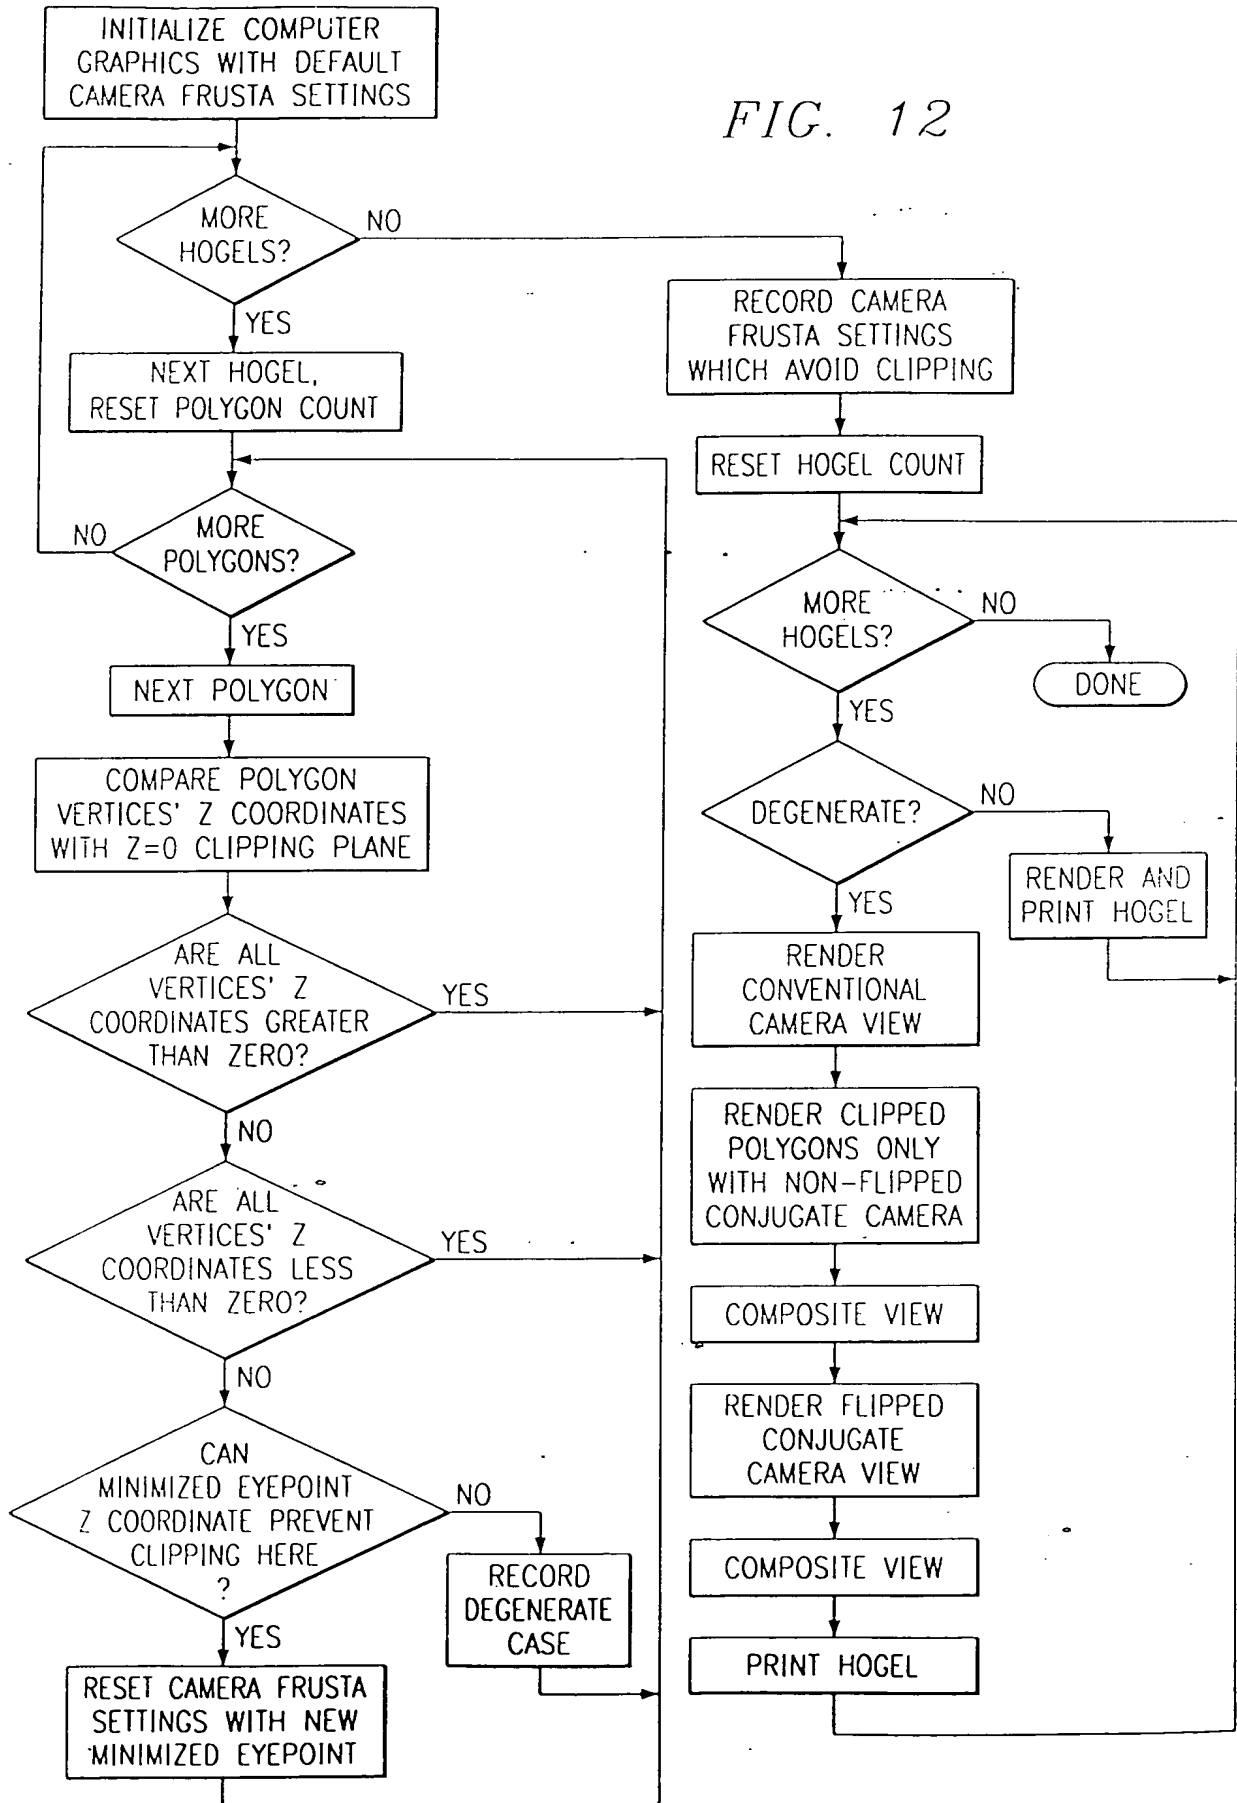 INITIALIZE COMPUTER
GRAPHICS WITH DEFAULT
CAMERA FRUSTA SETTINGS
FIG. 12
MORE
HOGELS?
NO
YES
NEXT HOGEL,
RESET POLYGON COUNT
MORE
POLYGONS?
NO
YES
NEXT POLYGON
COMPARE POLYGON
VERTICES' Z COORDINATES
WITH Z=0 CLIPPING PLANE
ARE ALL
VERTICES' Z
COORDINATES GREATER
THAN ZERO?
YES
NO
ARE ALL
VERTICES' Z
COORDINATES LESS
THAN ZERO?
YES
NO
CAN
MINIMIZED EYEPOINT
Z COORDINATE PREVENT
CLIPPING HERE
?
NO
YES
RECORD
DEGENERATE
CASE
RESET CAMERA FRUSTA
SETTINGS WITH NEW
MINIMIZED EYEPOINT
RECORD CAMERA
FRUSTA SETTINGS
WHICH AVOID CLIPPING
RESET HOGEL COUNT
MORE
HOGELS?
NO
DONE
YES
DEGENERATE?
NO
RENDER AND
PRINT HOGEL
YES
RENDER
CONVENTIONAL
CAMERA VIEW
RENDER CLIPPED
POLYGONS ONLY
WITH NON-FLIPPED
CONJUGATE CAMERA
COMPOSITE VIEW
RENDER FLIPPED
CONJUGATE
CAMERA VIEW
COMPOSITE VIEW
PRINT HOGEL